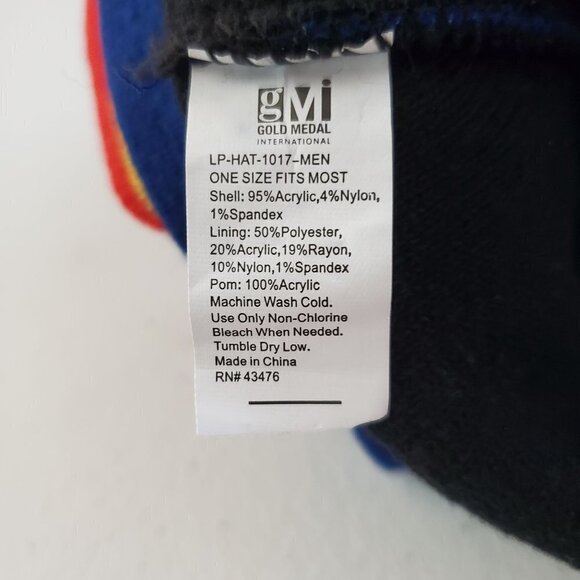 gMi
GOLD MEDAL
INTERNATIONAL
LP-HAT-1017-MEN
ONE SIZE FITS MOST
Shell: 95%Acrylic,4%Nylon,
1%Spandex
Lining: 50%Polyester,
20%Acrylic,19%Rayon,
10%Nylon,1%Spandex
Pom: 100%Acrylic
Machine Wash Cold.
Use Only Non-Chlorine
Bleach When Needed.
Tumble Dry Low.
Made in China
RN# 43476